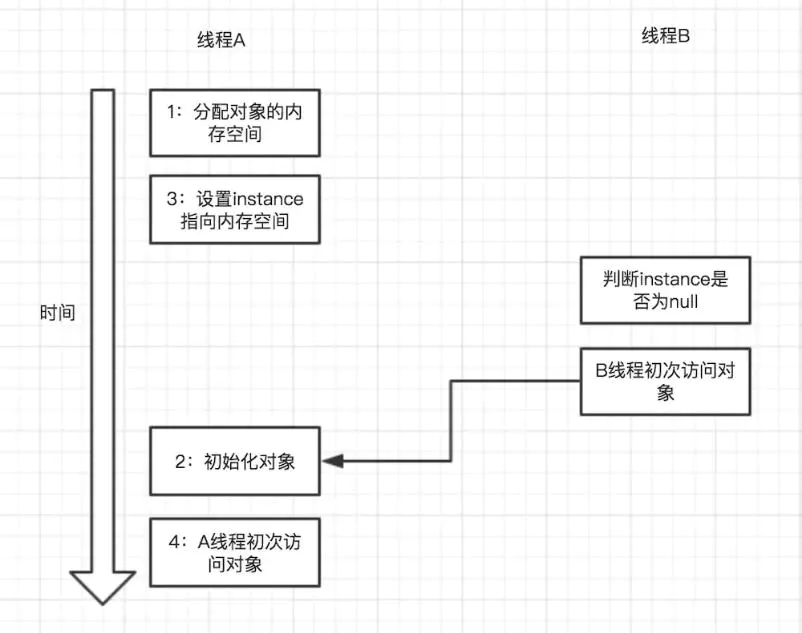 线程A
线程B
1：分配对象的内
存空间
3：设置instance
指向内存空间
判断instance是
否为null
时间
B线程初次访问对
象
2：初始化对象
4：A线程初次访
问对象